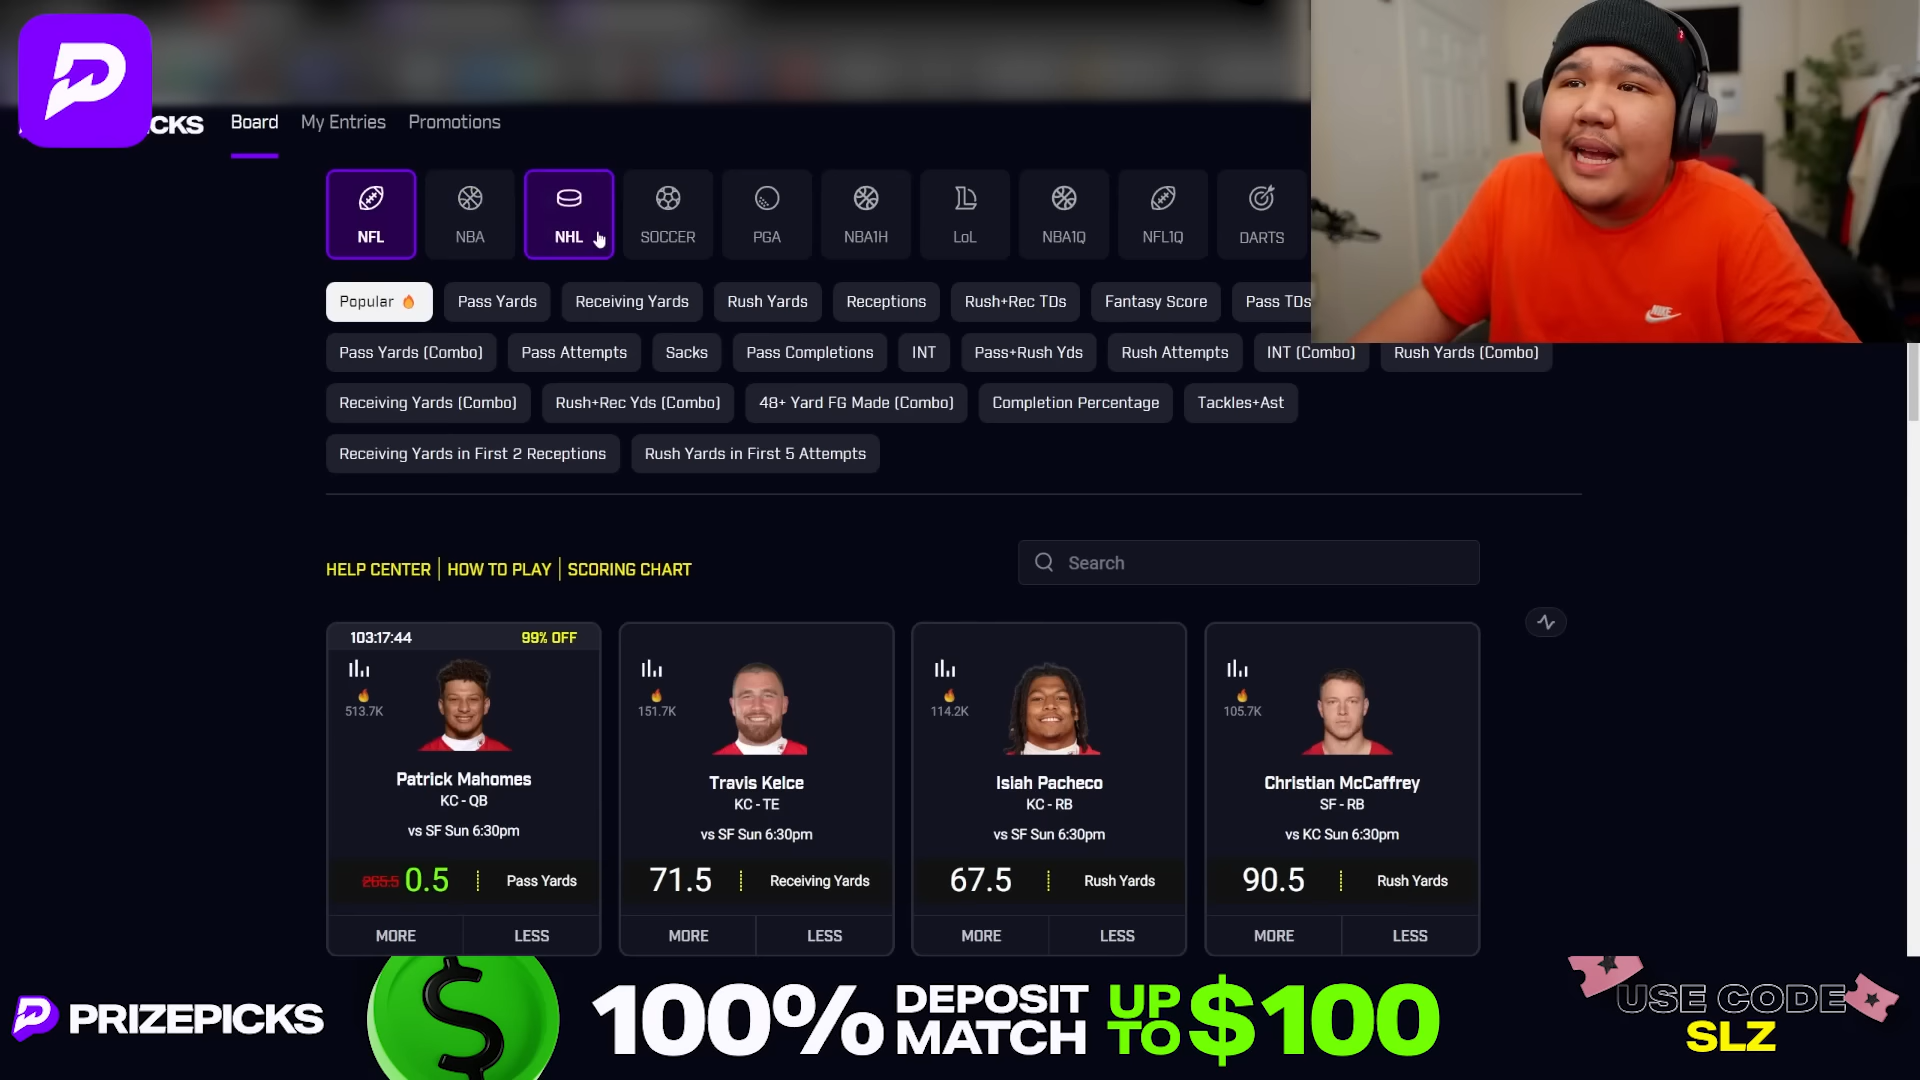 CKS Board My Entries Promotions
NFL NBA NHL SOCCER PGA NBA1H LoL NBA1Q NFL1Q DARTS
Popular Pass Yards Receiving Yards Rush Yards Receptions Rush+Rec TDs Fantasy Score Pass TDs
Pass Yards (Combo) Pass Attempts Sacks Pass Completions INT Pass+Rush Yds Rush Attempts INT (Combo) Rush Yards (Combo)
Receiving Yards (Combo) Rush+Rec Yds (Combo) 48+ Yard FG Made (Combo) Completion Percentage Tackles+Ast
Receiving Yards in First 2 Receptions Rush Yards in First 5 Attempts
HELP CENTER HOW TO PLAY SCORING CHART Search
103:17:44 99% OFF
513.7K
Patrick Mahomes
KC - QB
vs SF Sun 6:30pm
265.5 0.5 Pass Yards
MORE LESS
151.7K
Travis Kelce
KC - TE
vs SF Sun 6:30pm
71.5 Receiving Yards
MORE LESS
114.2K
Isiah Pacheco
KC - RB
vs SF Sun 6:30pm
67.5 Rush Yards
MORE LESS
105.7K
Christian McCaffrey
SF - RB
vs KC Sun 6:30pm
90.5 Rush Yards
MORE LESS
NIKE
PRIZEPICKS
100% DEPOSIT MATCH UP TO $100
USE CODE
SLZ